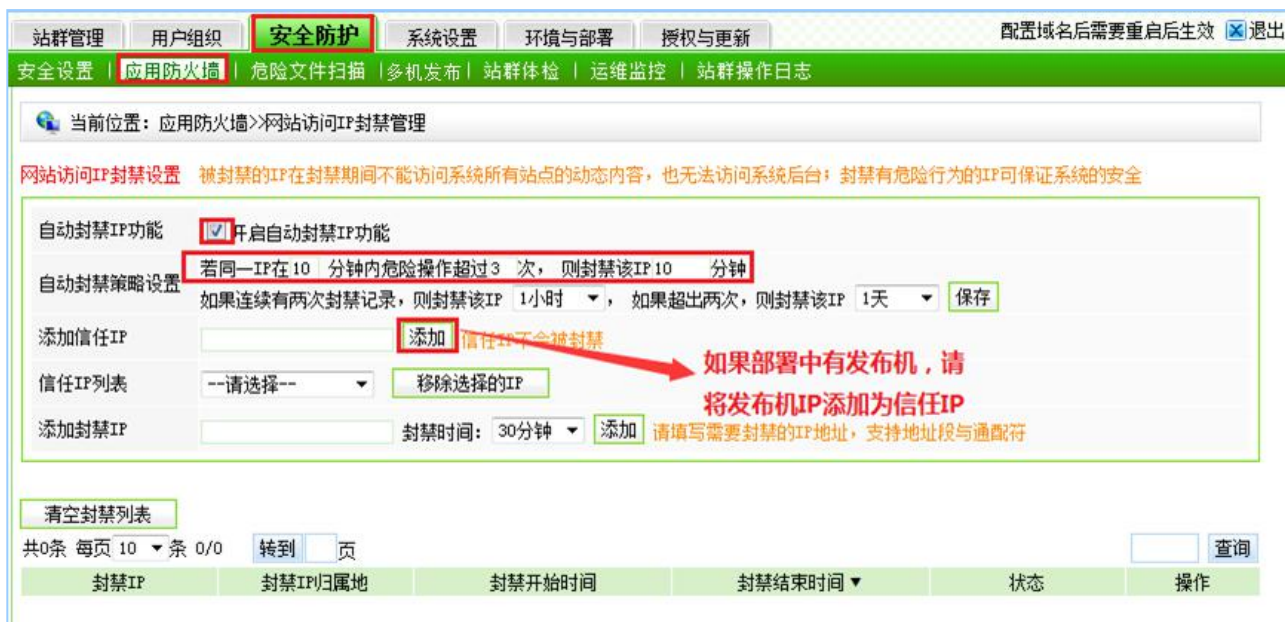 站群管理 用户组织 安全防护 系统设置 环境与部署 授权与更新 配置域名后需要重启后生效 退出
安全设置 | 应用防火墙 | 危险文件扫描 | 多机发布 | 站群体检 | 运维监控 | 站群操作日志
当前位置：应用防火墙>>网站访问IP封禁管理
网站访问IP封禁设置 被封禁的IP在封禁期间不能访问系统所有站点的动态内容，也无法访问系统后台；封禁有危险行为的IP可保证系统的安全
自动封禁IP功能 开启自动封禁IP功能
自动封禁策略设置 若同一IP在10 分钟内危险操作超过3 次， 则封禁该IP10 分钟
如果连续有两次封禁记录，则封禁该IP 1小时 ， 如果超出两次，则封禁该IP 1天 保存
添加信任IP 添加 信任IP不会被封禁
如果部署中有发布机，请
将发布机IP添加为信任IP
信任IP列表 --请选择-- 移除选择的IP
添加封禁IP 封禁时间： 30分钟 添加 请填写需要封禁的IP地址，支持地址段与通配符
清空封禁列表
共0条 每页 10 条 0/0 转到 页 查询
封禁IP 封禁IP归属地 封禁开始时间 封禁结束时间▼ 状态 操作